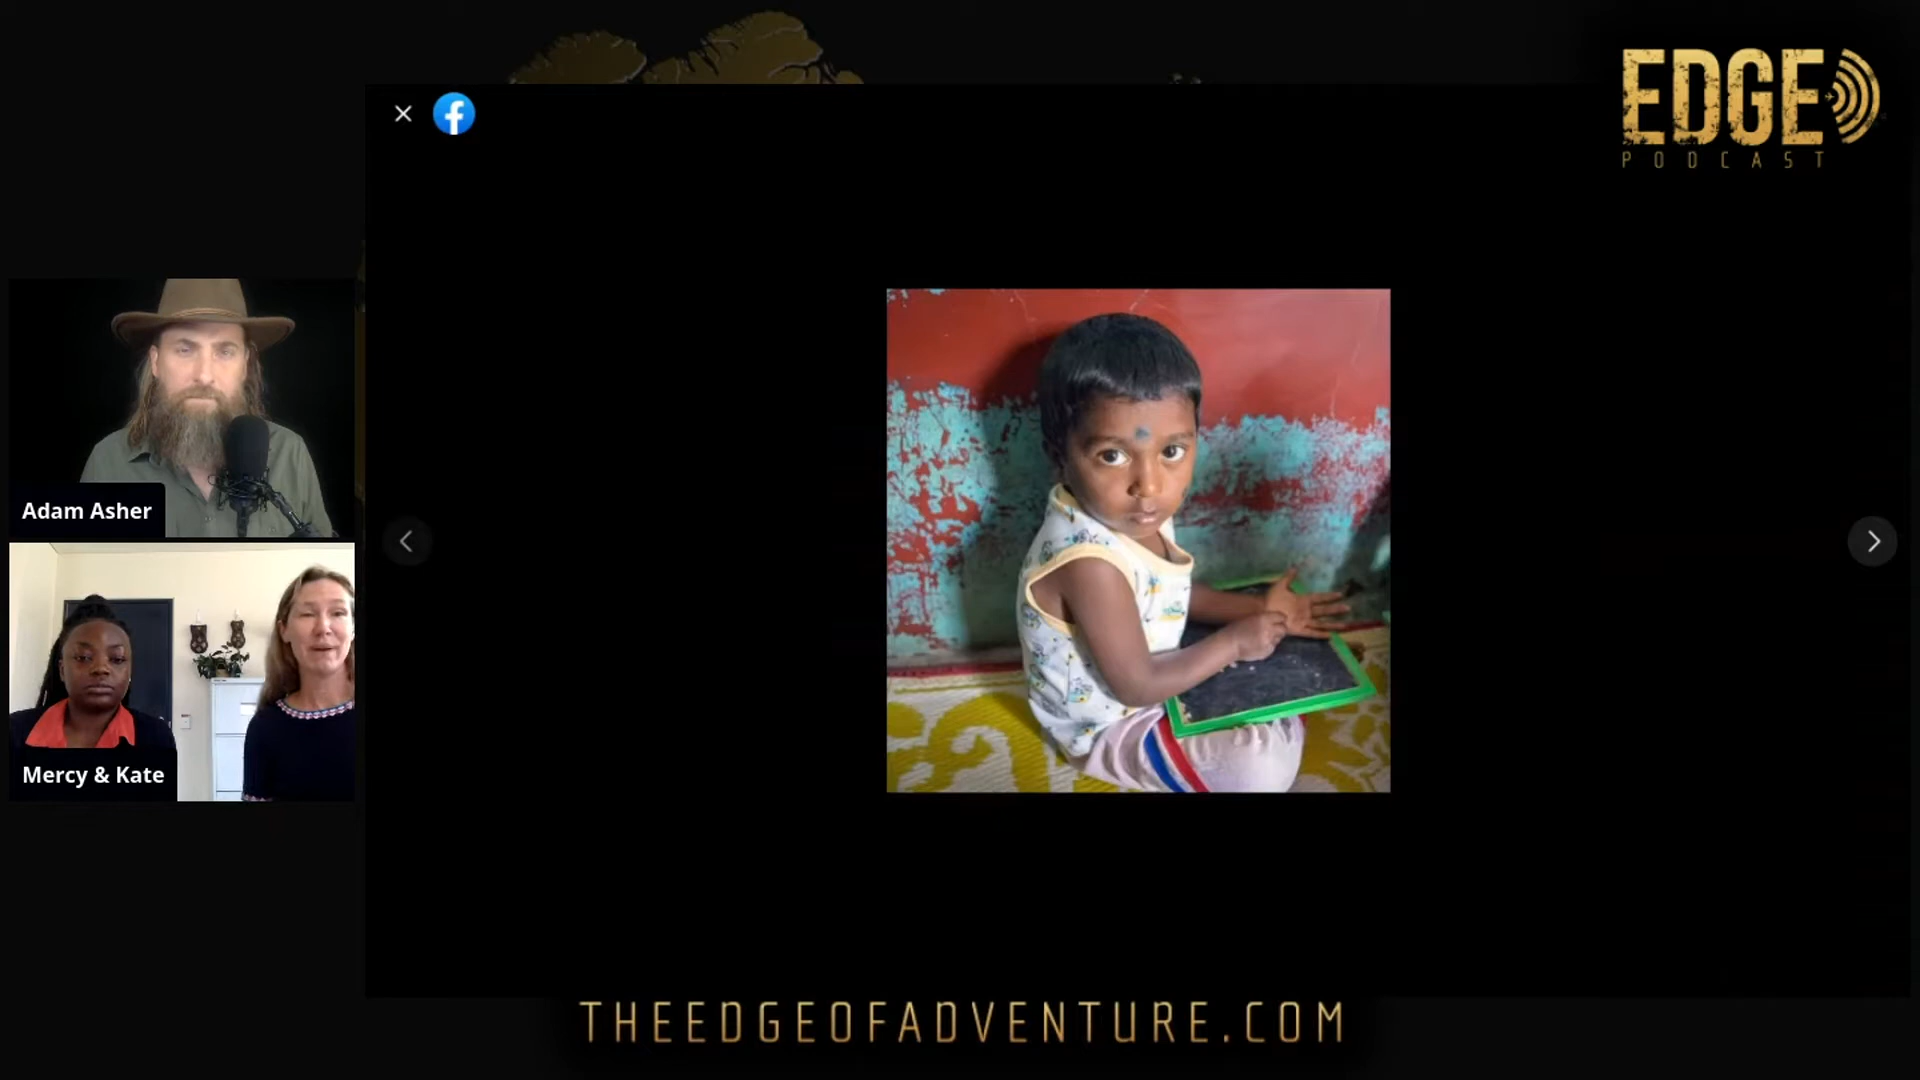 EDGE
PODCAST
Adam Asher
Mercy & Kate
THEEDGEOFADVENTURE.COM